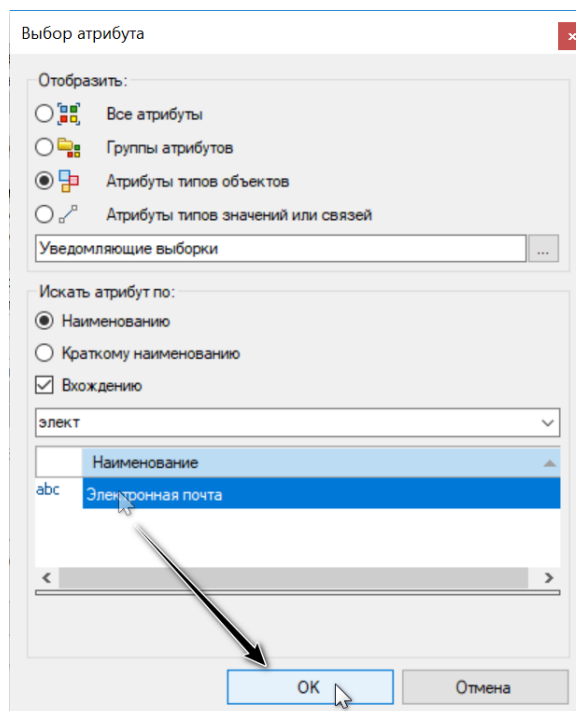 Выбор атрибута
Отобразить:
Все атрибуты
Группы атрибутов
Атрибуты типов объектов
Атрибуты типов значений или связей
Уведомляющие выборки
...
Искать атрибут по:
Наименованию
Краткому наименованию
Вхождению
элект
Наименование
abc Электронная почта
OK Отмена